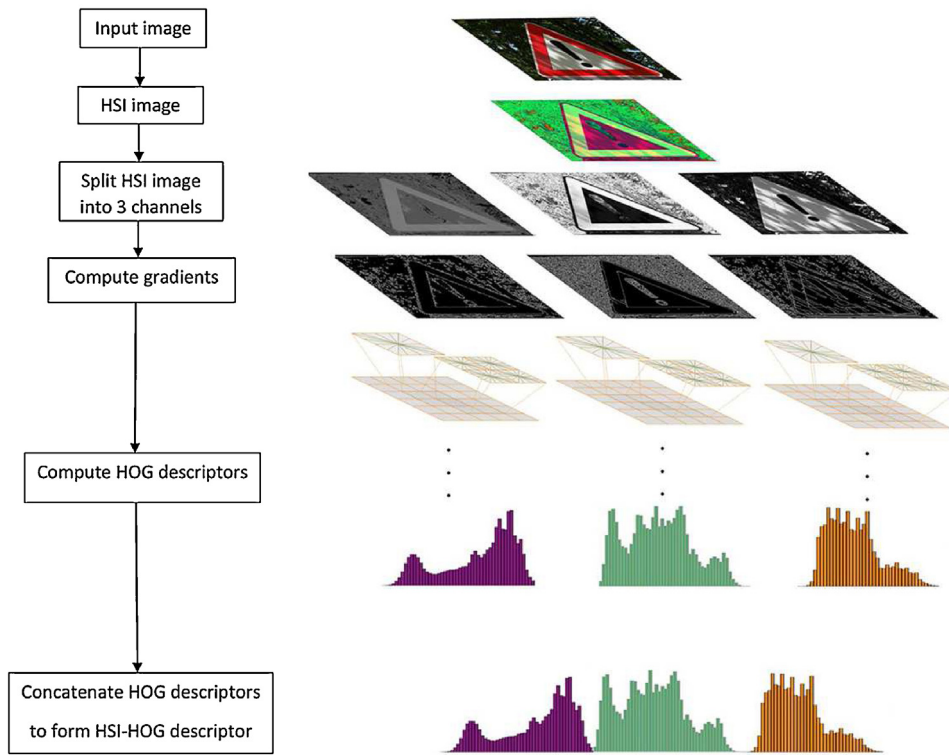 Input image
HSI image
Split HSI image
into 3 channels
Compute gradients
Compute HOG descriptors
Concatenate HOG descriptors
to form HSI-HOG descriptor